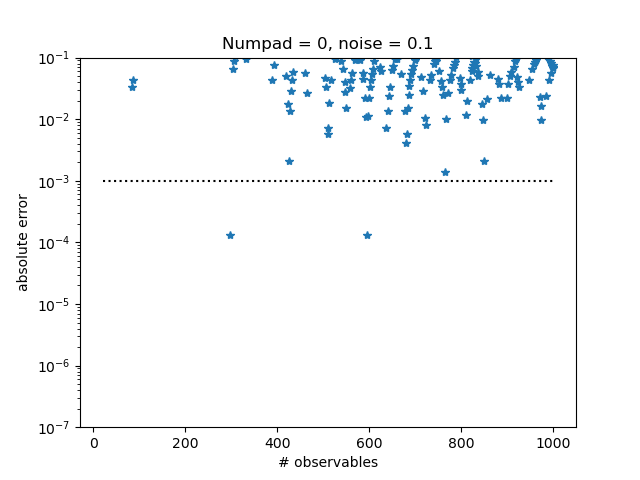 Numpad = 0, noise = 0.1
10⁻¹
10⁻²
10⁻³
10⁻⁴
10⁻⁵
10⁻⁶
10⁻⁷
absolute error
0 200 400 600 800 1000
# observables